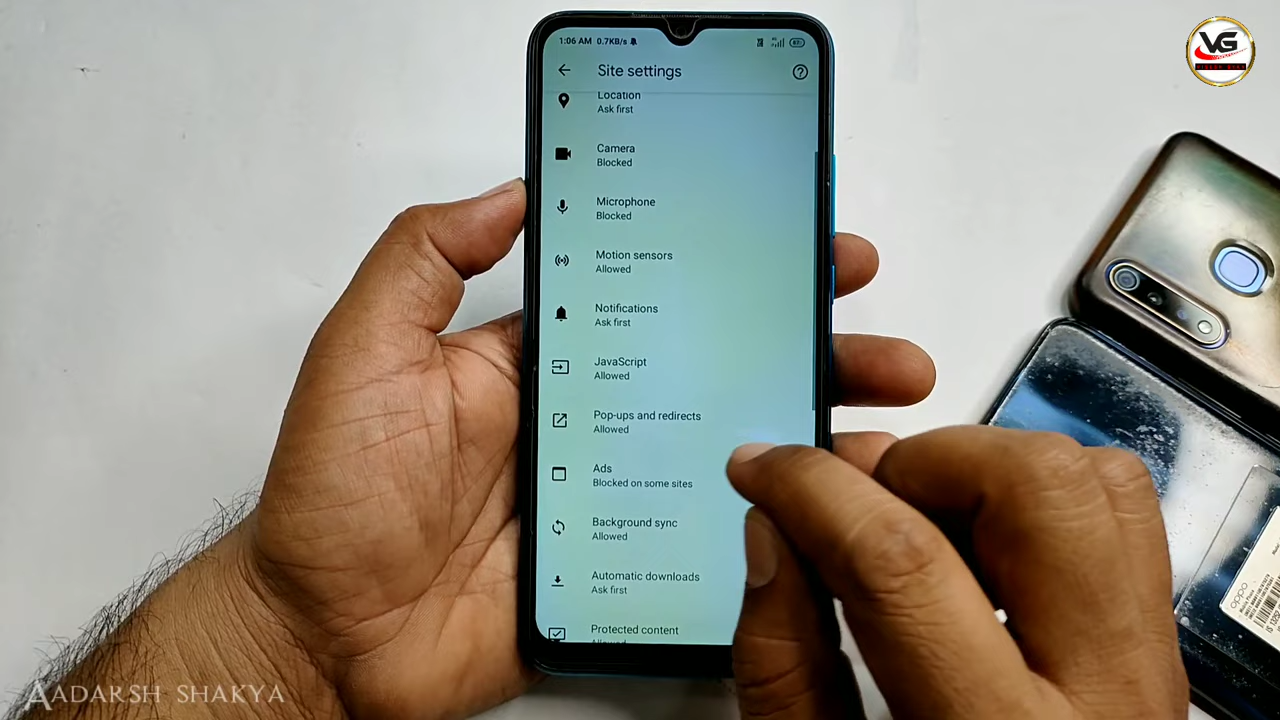 1:06 AM 0.7KB/s
VG
Site settings
Location
Ask first
Camera
Blocked
Microphone
Blocked
Motion sensors
Allowed
Notifications
Ask first
JavaScript
Allowed
Pop-ups and redirects
Allowed
Ads
Blocked on some sites
Background sync
Allowed
Automatic downloads
Ask first
Protected content
Allowed
oppo
AADARSH SHAKYA